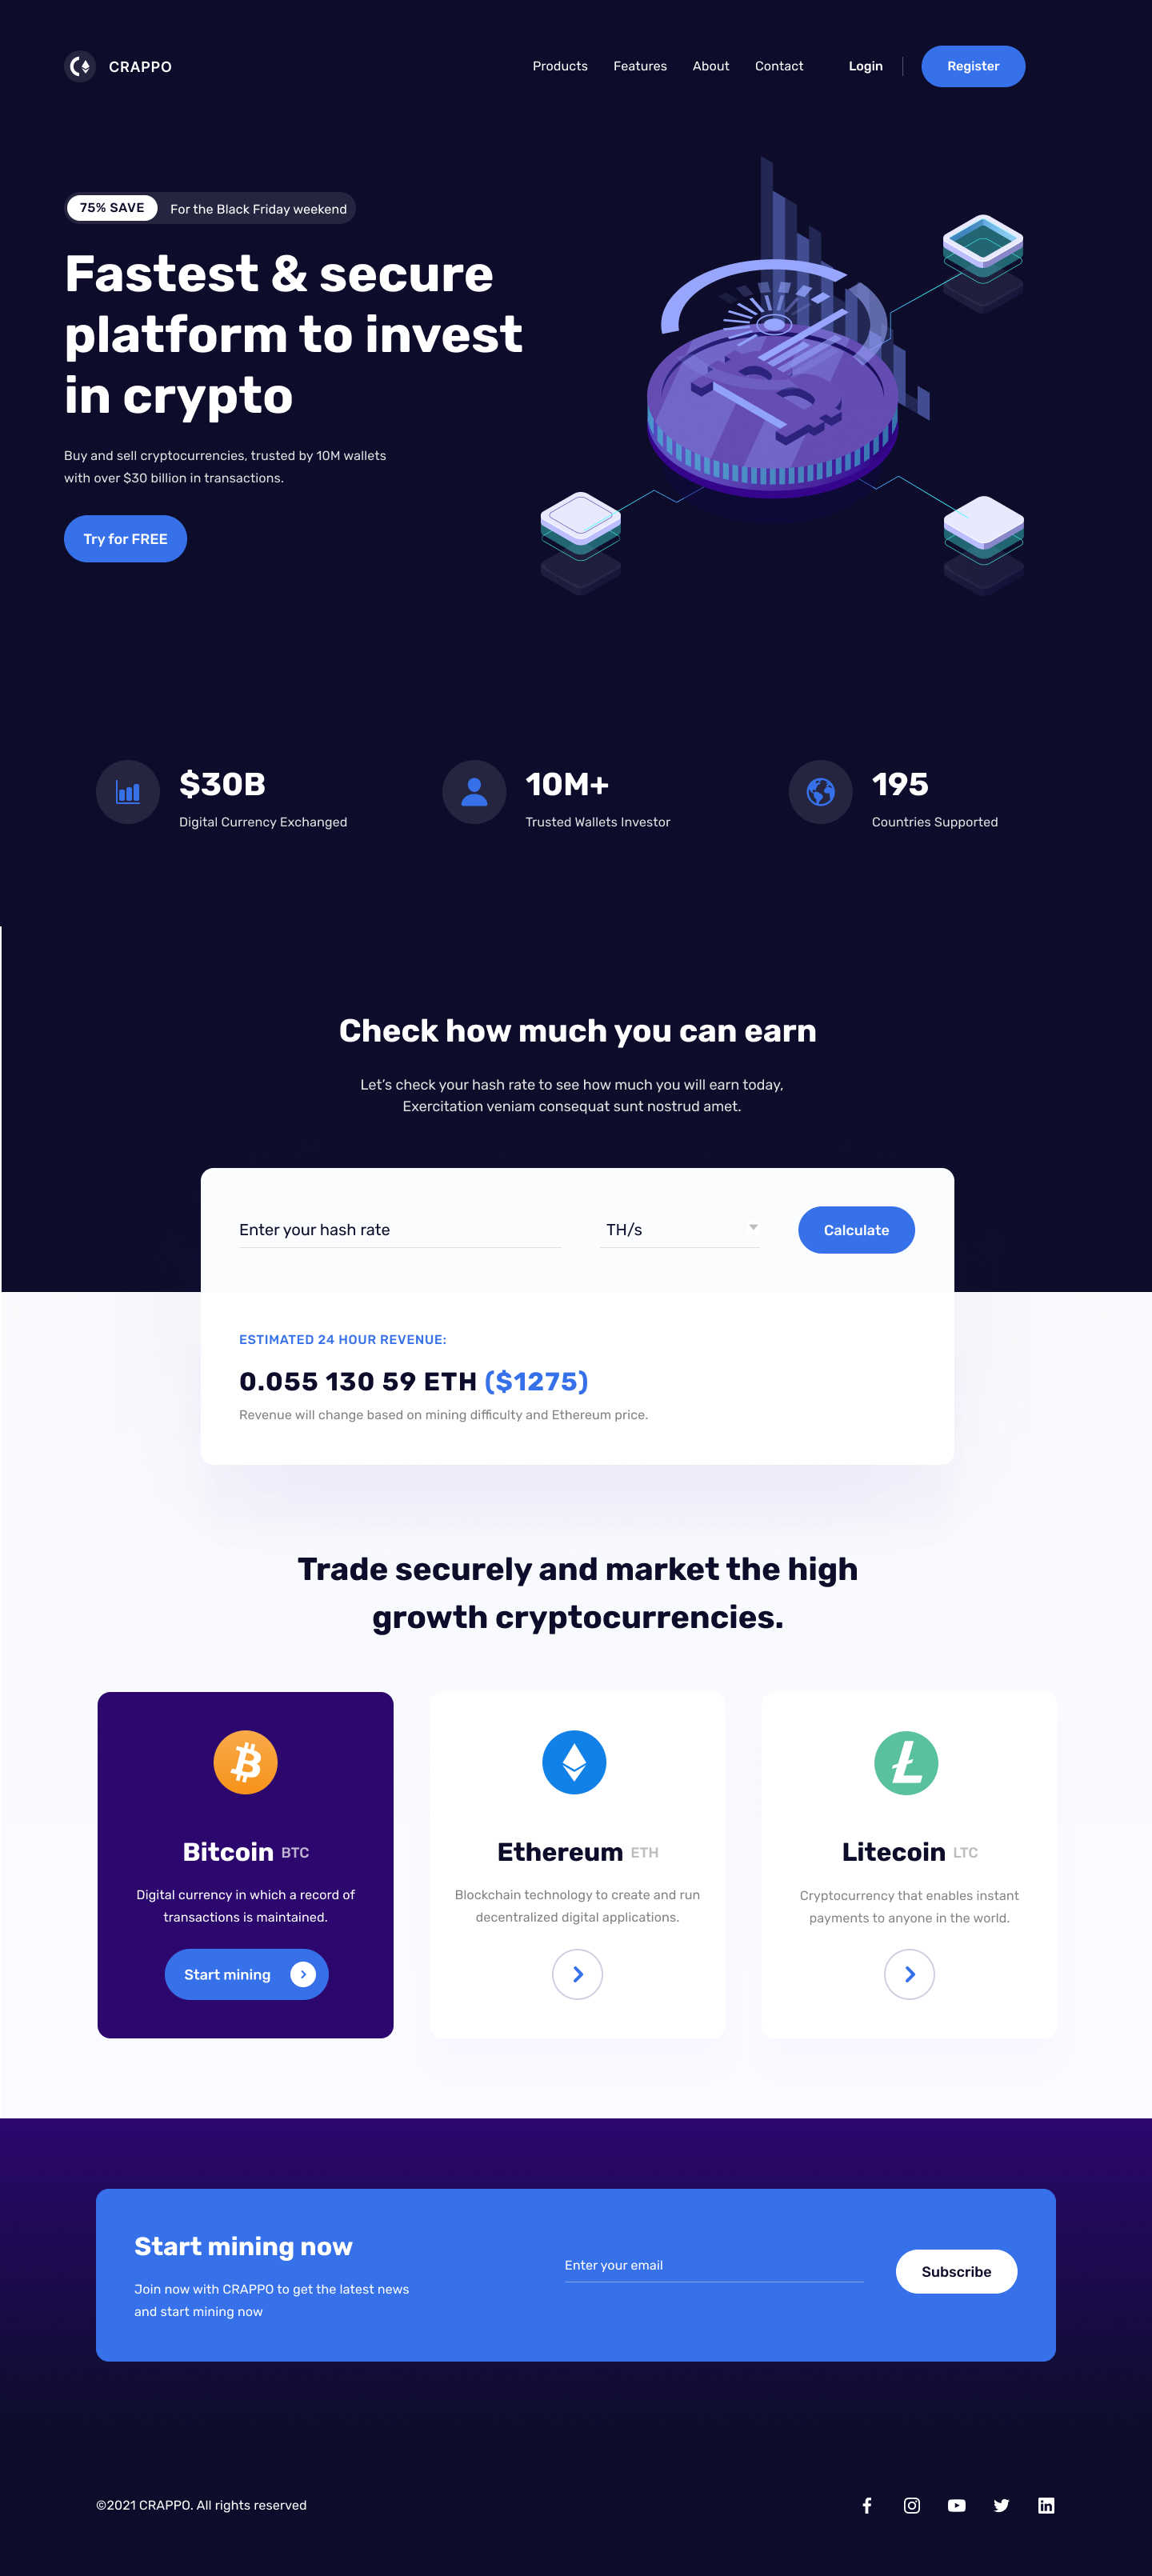 CRAPPO
Products Features About Contact Login Register
75% SAVE For the Black Friday weekend
Fastest & secure
platform to invest
in crypto
Buy and sell cryptocurrencies, trusted by 10M wallets
with over $30 billion in transactions.
Try for FREE
$30B
Digital Currency Exchanged
10M+
Trusted Wallets Investor
195
Countries Supported
Check how much you can earn
Let’s check your hash rate to see how much you will earn today,
Exercitation veniam consequat sunt nostrud amet.
Enter your hash rate TH/s Calculate
ESTIMATED 24 HOUR REVENUE:
0.055 130 59 ETH ($1275)
Revenue will change based on mining difficulty and Ethereum price.
Trade securely and market the high
growth cryptocurrencies.
Bitcoin BTC
Digital currency in which a record of
transactions is maintained.
Start mining
Ethereum ETH
Blockchain technology to create and run
decentralized digital applications.
Litecoin LTC
Cryptocurrency that enables instant
payments to anyone in the world.
Start mining now
Join now with CRAPPO to get the latest news
and start mining now
Enter your email
Subscribe
©2021 CRAPPO. All rights reserved